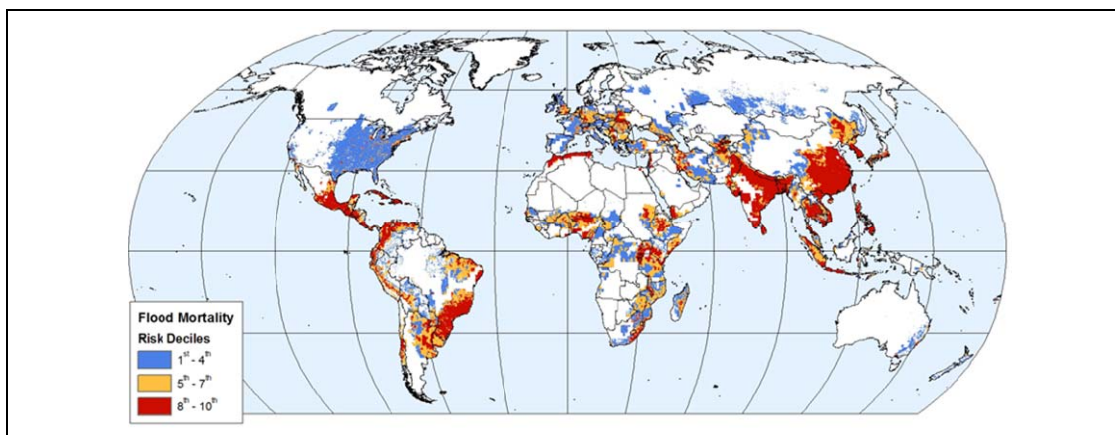 Flood Mortality
Risk Deciles
1st - 4th
5th - 7th
8th - 10th